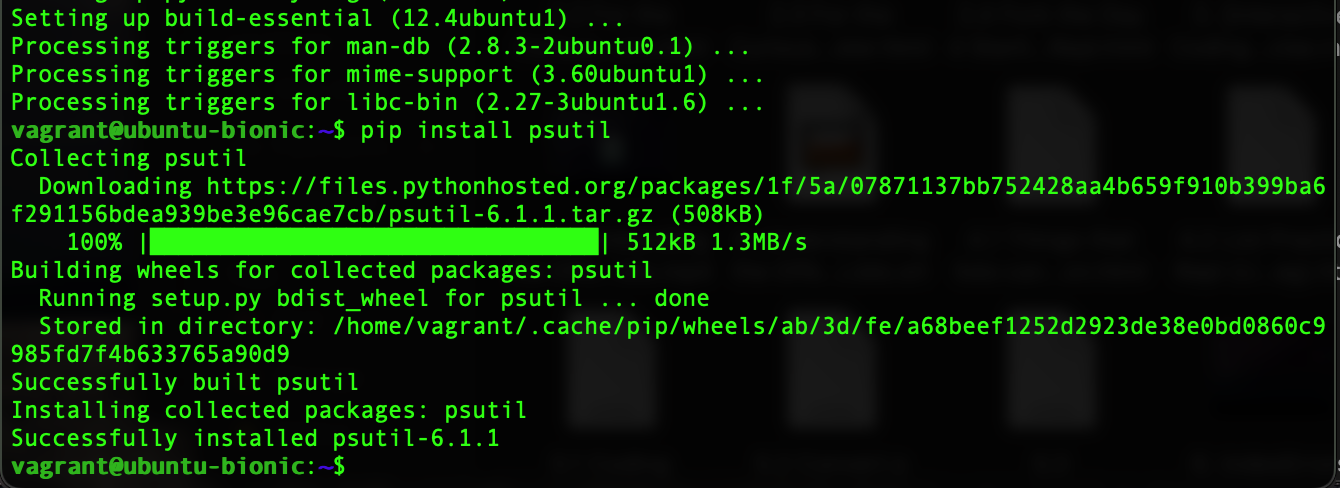 Setting up build-essential (12.4ubuntu1) ...
Processing triggers for man-db (2.8.3-2ubuntu0.1) ...
Processing triggers for mime-support (3.60ubuntu1) ...
Processing triggers for libc-bin (2.27-3ubuntu1.6) ...
vagrant@ubuntu-bionic:~$ pip install psutil
Collecting psutil
  Downloading https://files.pythonhosted.org/packages/1f/5a/07871137bb752428aa4b659f910b399ba6
f291156bdea939be3e96cae7cb/psutil-6.1.1.tar.gz (508kB)
    100% |████████████████████████████████| 512kB 1.3MB/s
Building wheels for collected packages: psutil
  Running setup.py bdist_wheel for psutil ... done
  Stored in directory: /home/vagrant/.cache/pip/wheels/ab/3d/fe/a68beef1252d2923de38e0bd0860c9
985fd7f4b633765a90d9
Successfully built psutil
Installing collected packages: psutil
Successfully installed psutil-6.1.1
vagrant@ubuntu-bionic:~$